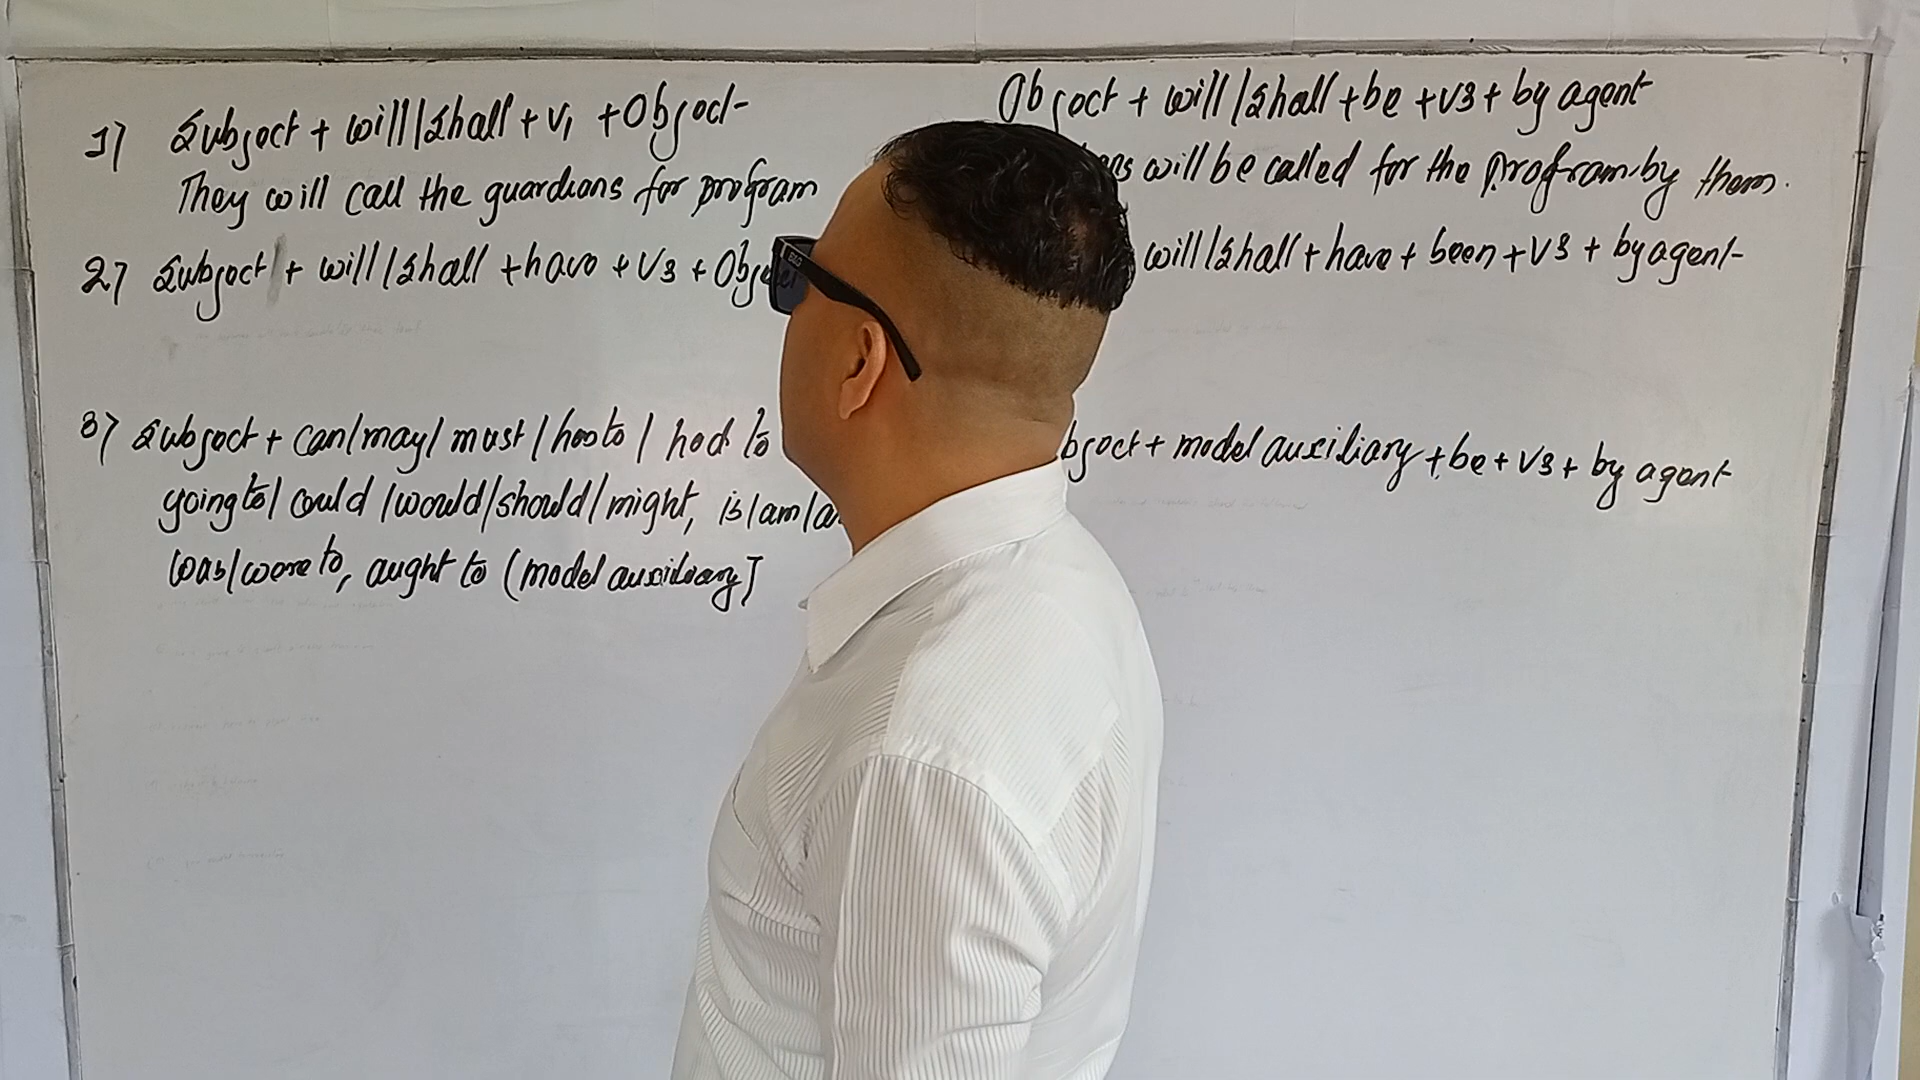 1) Subject + will/shall + V1 + Object
They will call the guardians for program
2) Subject + will/shall + have + V3 + Object
3) Subject + can/may/must/has to/had to
going to/could/would/should/might, is/am/
was/were to, aught to (model auxiliary)
Object + will/shall + be + V3 + by agent
will be called for the program by them.
will/shall + have + been + V3 + by agent
+ model auxiliary + be + V3 + by agent